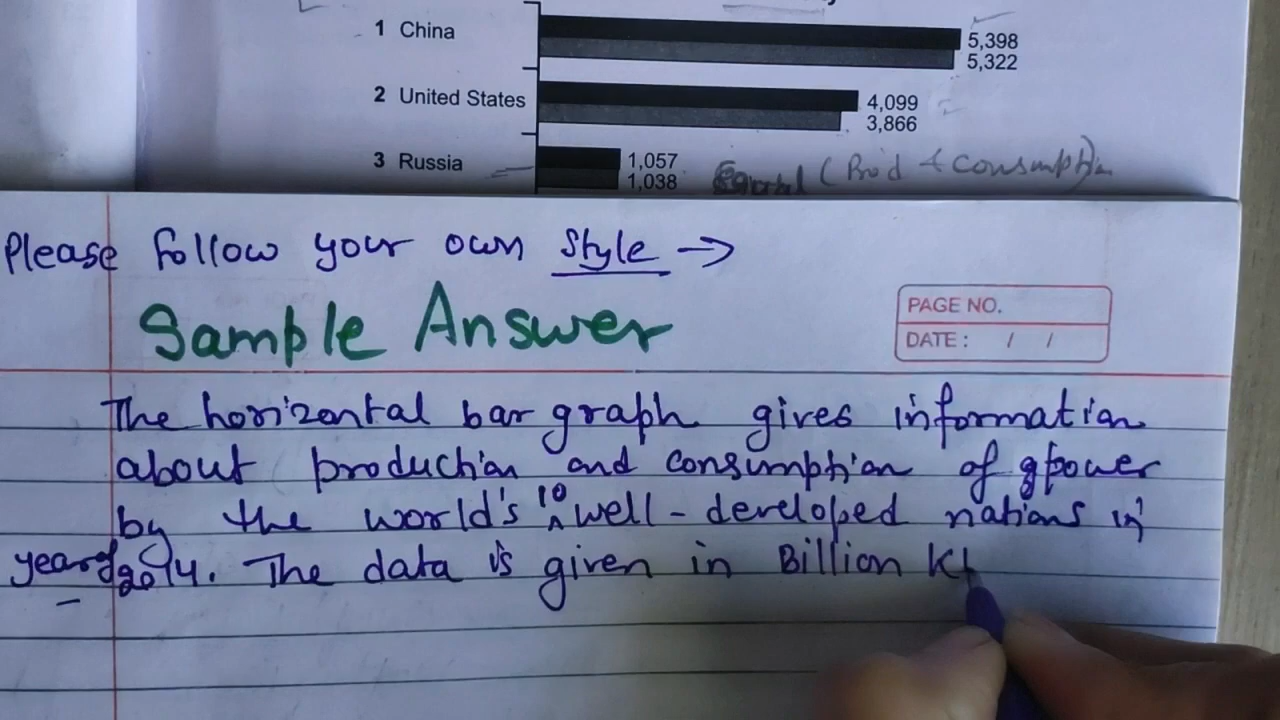 1 China
5,398
5,322
2 United States
4,099
3,866
3 Russia
1,057
1,038
(Prod & consumption)
Please follow your own style →
Sample Answer
PAGE NO.
DATE : / /
The horizontal bar graph gives information
about production and consumption of power
by the world's 10 well-developed nations in
year of 2014. The data is given in Billion